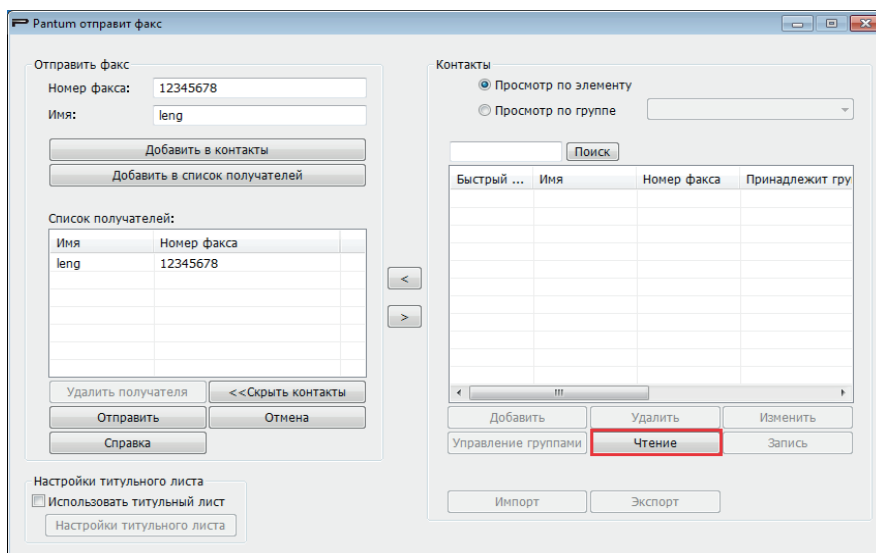 Pantum отправит факс
Отправить факс
Номер факса: 12345678
Имя: leng
Добавить в контакты
Добавить в список получателей
Список получателей:
Имя Номер факса
leng 12345678
Удалить получателя <<Скрыть контакты
Отправить Отмена
Справка
Настройки титульного листа
Использовать титульный лист
Настройки титульного листа
<
>
Контакты
Просмотр по элементу
Просмотр по группе
Поиск
Быстрый ... Имя Номер факса Принадлежит гру
Добавить Удалить Изменить
Управление группами Чтение Запись
Импорт Экспорт